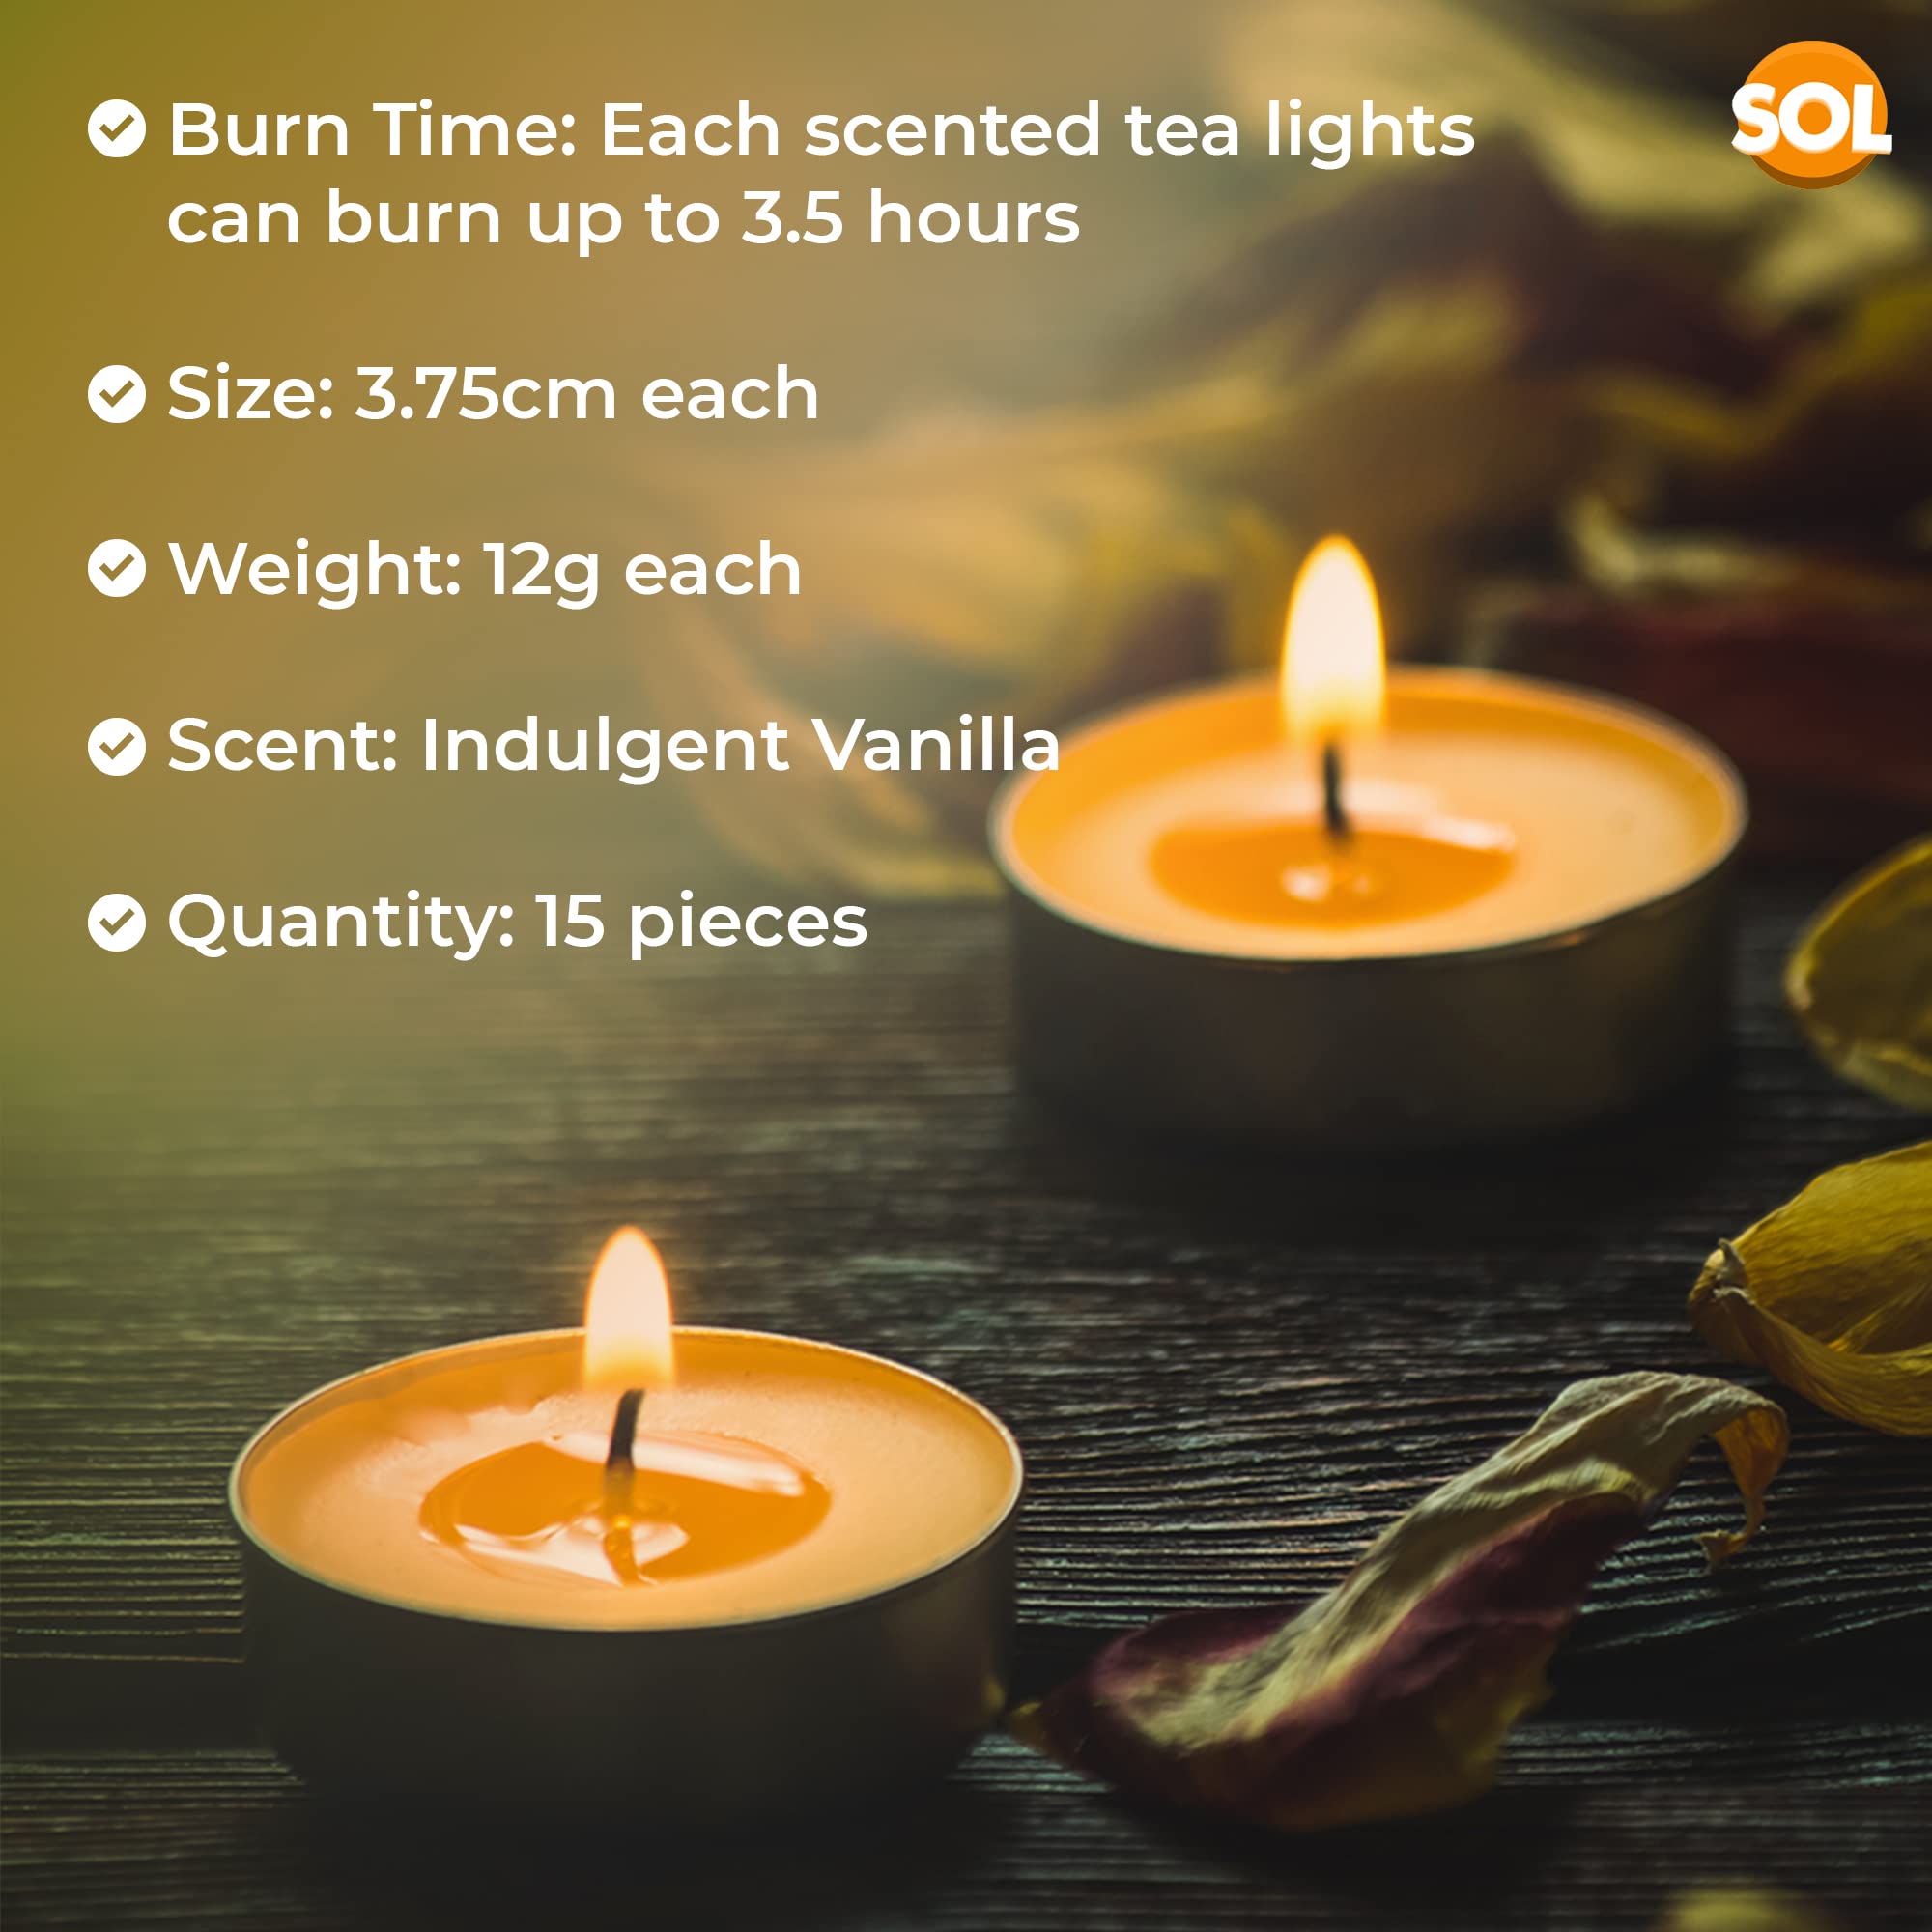 SOL
Burn Time: Each scented tea lights
can burn up to 3.5 hours
Size: 3.75cm each
Weight: 12g each
Scent: Indulgent Vanilla
Quantity: 15 pieces